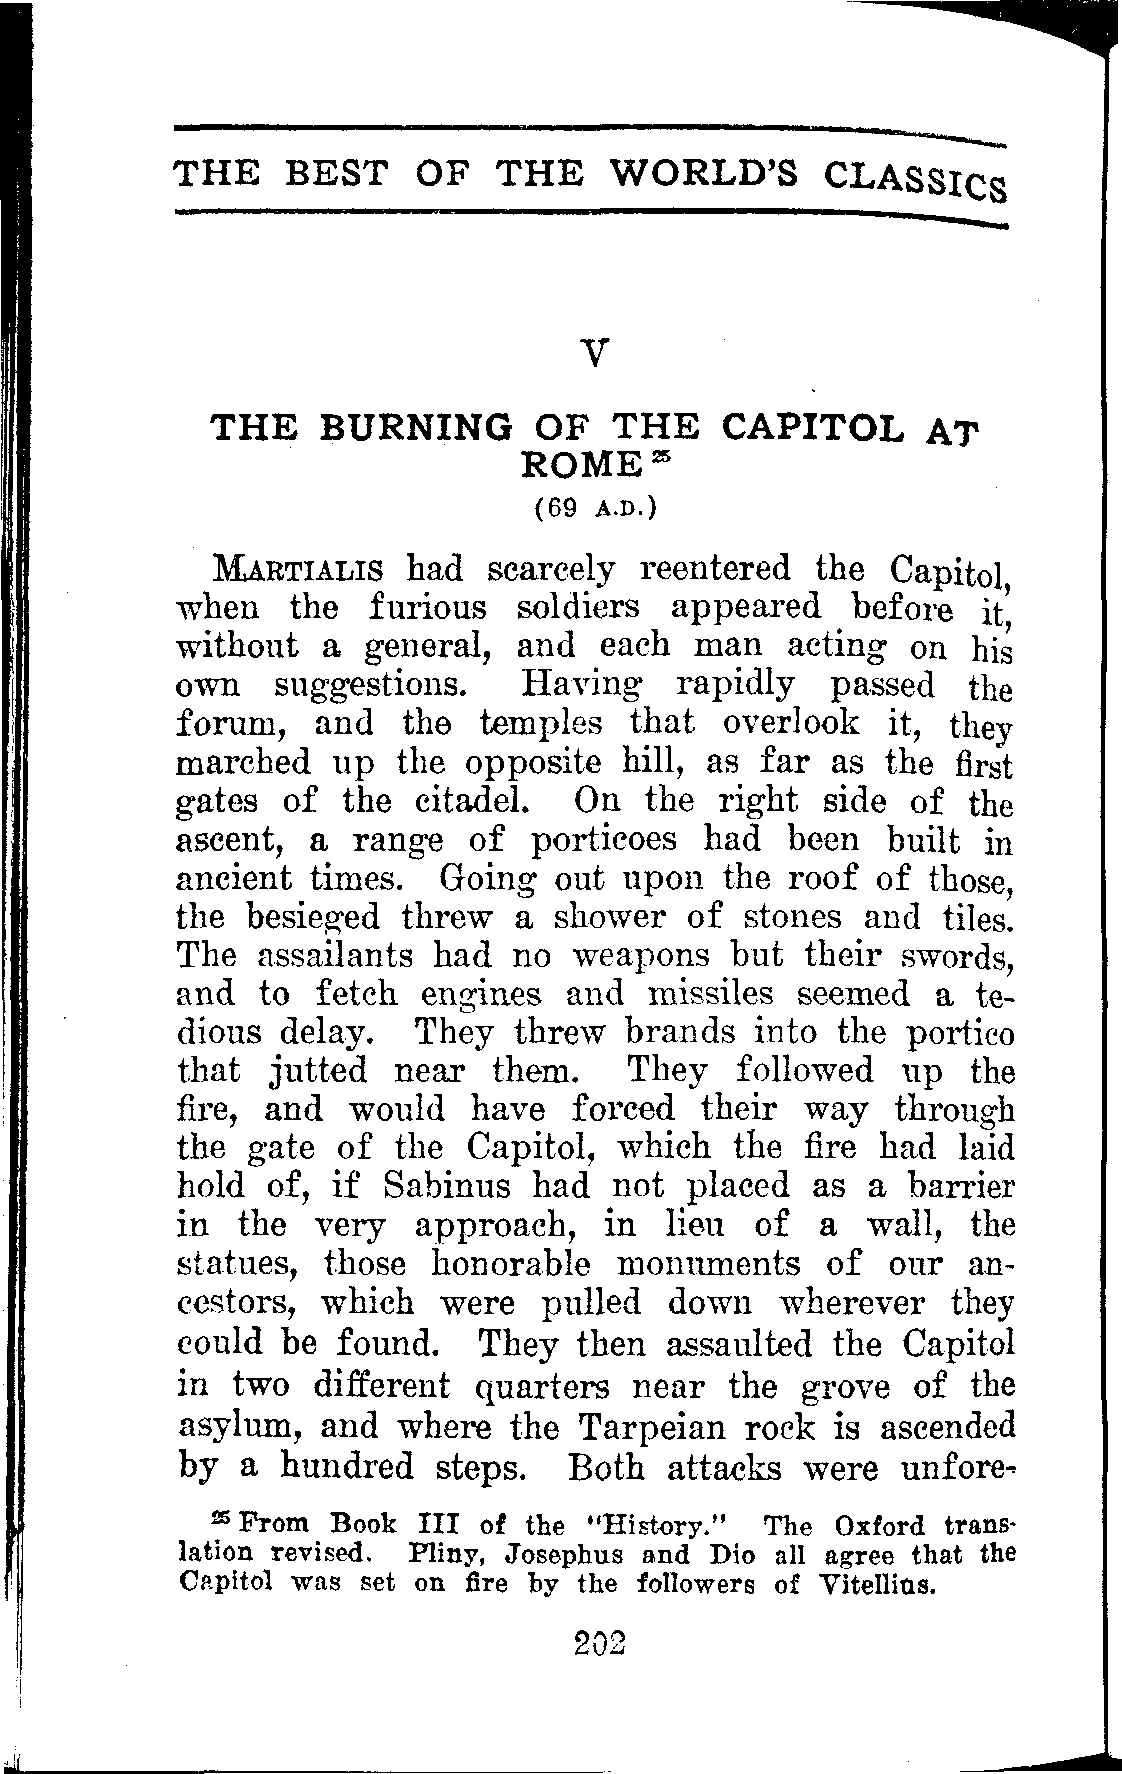 THE BEST OF THE WORLD'S CLASSICS
V
THE BURNING OF THE CAPITOL AT
ROME 25
(69 A.D.)
MARTIALIS had scarcely reentered the Capitol,
when the furious soldiers appeared before it,
without a general, and each man acting on his
own suggestions. Having rapidly passed the
forum, and the temples that overlook it, they
marched up the opposite hill, as far as the first
gates of the citadel. On the right side of the
ascent, a range of porticoes had been built in
ancient times. Going out upon the roof of those,
the besieged threw a shower of stones and tiles.
The assailants had no weapons but their swords,
and to fetch engines and missiles seemed a te-
dious delay. They threw brands into the portico
that jutted near them. They followed up the
fire, and would have forced their way through
the gate of the Capitol, which the fire had laid
hold of, if Sabinus had not placed as a barrier
in the very approach, in lieu of a wall, the
statues, those honorable monuments of our an-
cestors, which were pulled down wherever they
could be found. They then assaulted the Capitol
in two different quarters near the grove of the
asylum, and where the Tarpeian rock is ascended
by a hundred steps. Both attacks were unfore-
25 From Book III of the "History." The Oxford trans-
lation revised. Pliny, Josephus and Dio all agree that the
Capitol was set on fire by the followers of Vitellius.
202